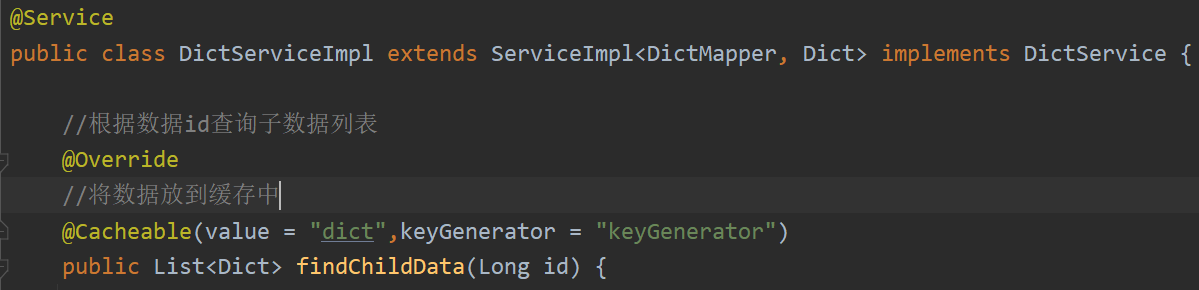 @Service
public class DictServiceImpl extends ServiceImpl<DictMapper, Dict> implements DictService {
//根据数据id查询子数据列表
@Override
//将数据放到缓存中
@Cacheable(value = "dict",keyGenerator = "keyGenerator")
public List<Dict> findChildData(Long id) {